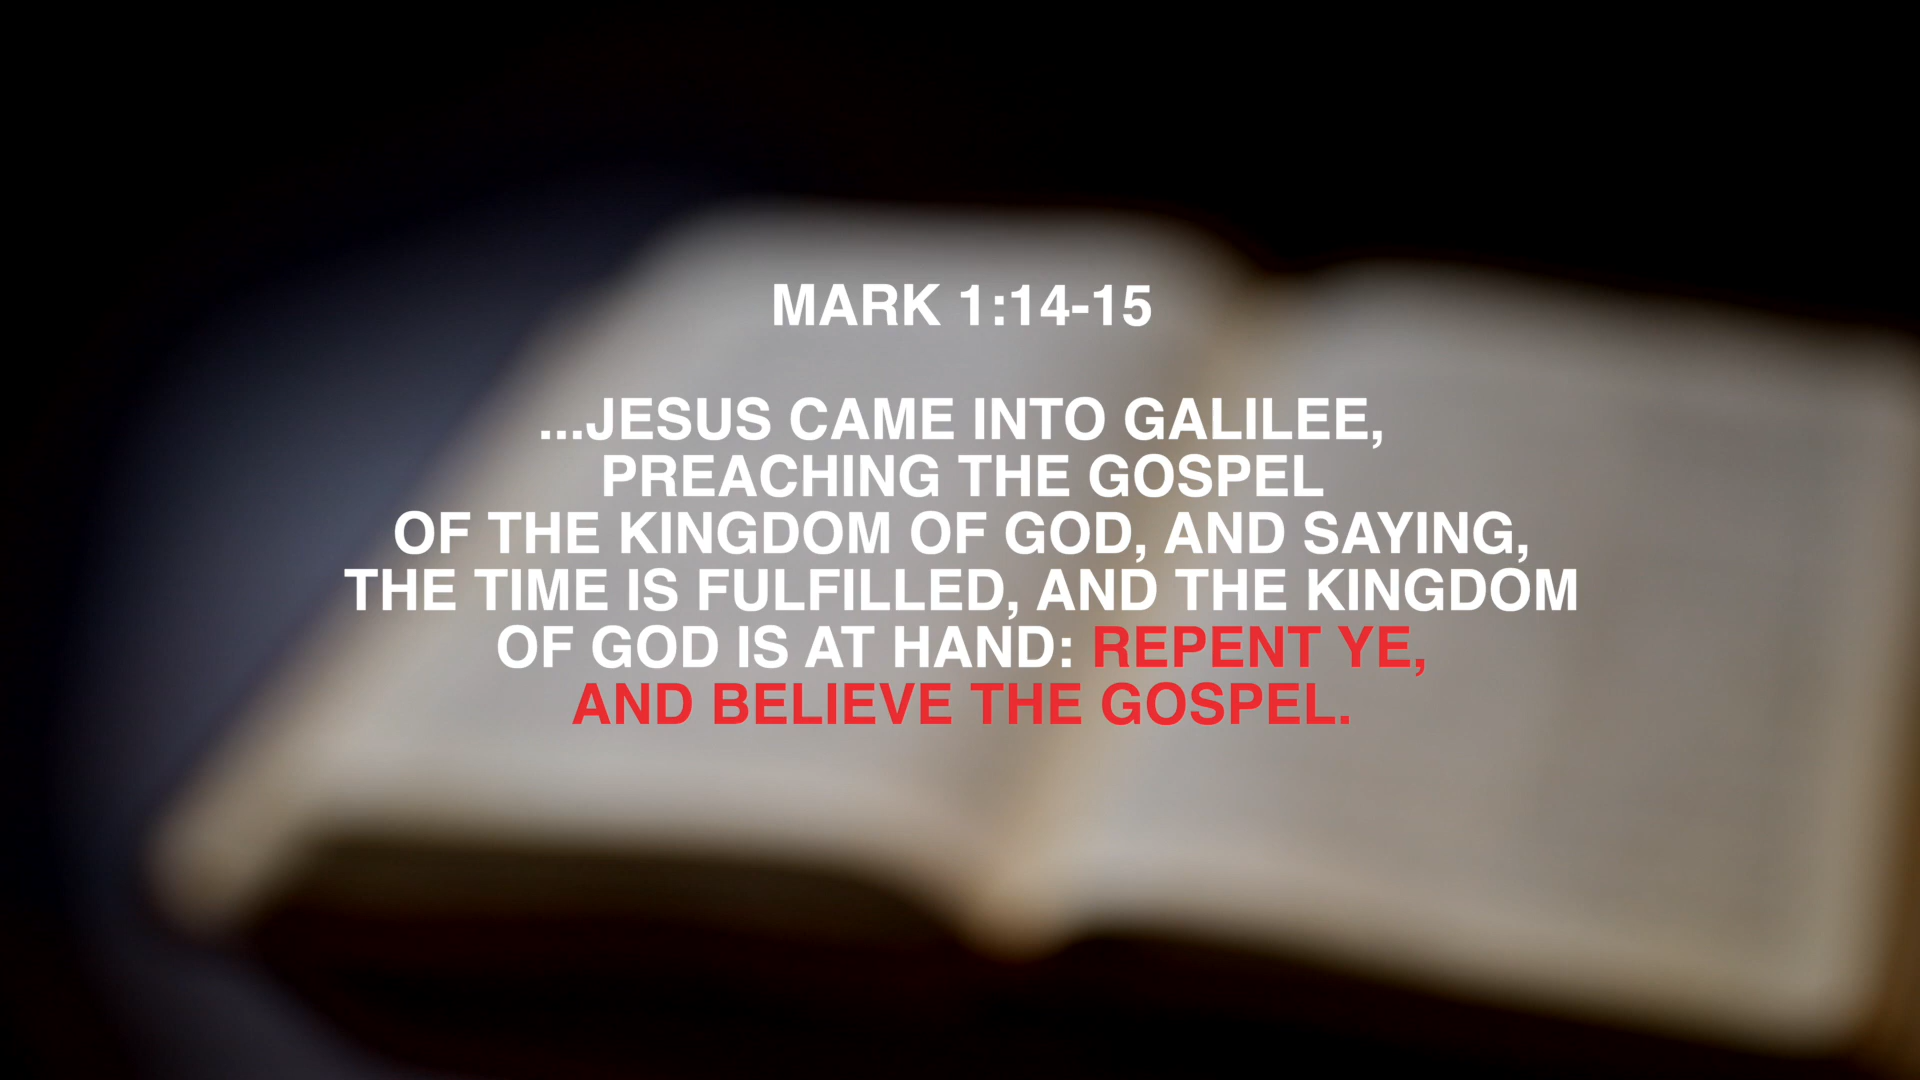 MARK 1:14-15
...JESUS CAME INTO GALILEE,
PREACHING THE GOSPEL
OF THE KINGDOM OF GOD, AND SAYING,
THE TIME IS FULFILLED, AND THE KINGDOM
OF GOD IS AT HAND: REPENT YE,
AND BELIEVE THE GOSPEL.